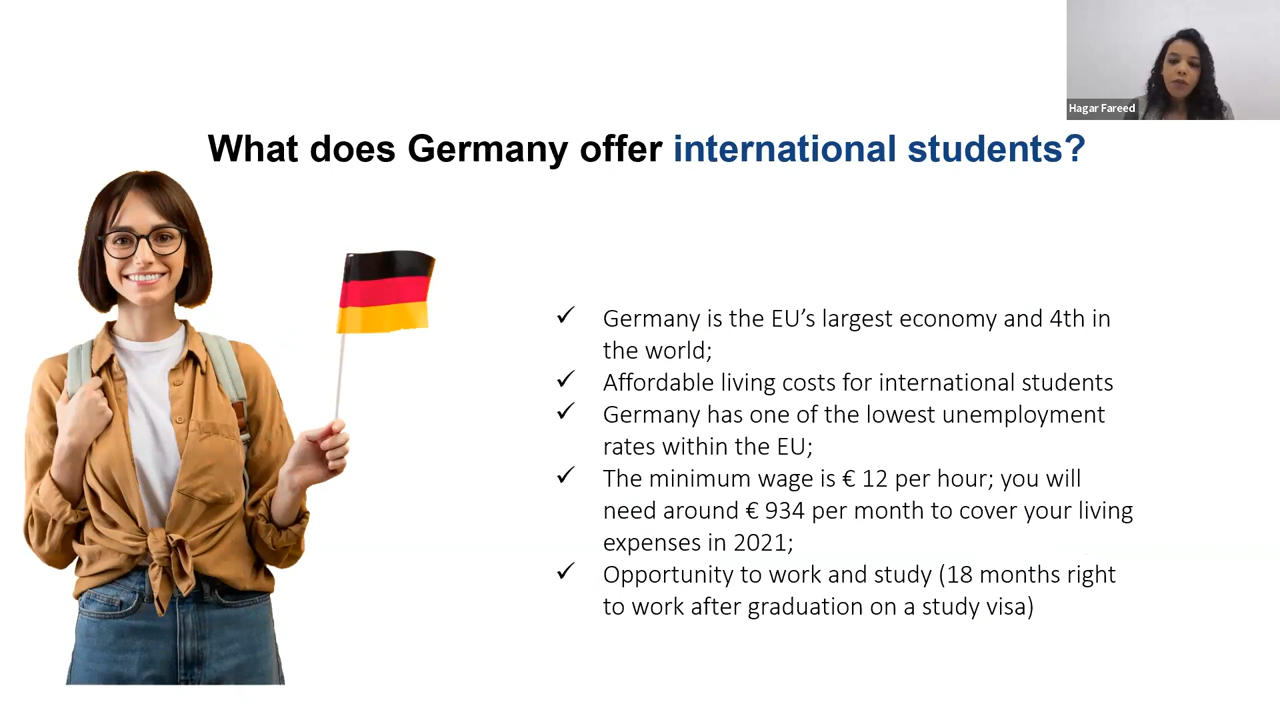 Hagar Fareed
What does Germany offer international students?
✓ Germany is the EU’s largest economy and 4th in
the world;
✓ Affordable living costs for international students
✓ Germany has one of the lowest unemployment
rates within the EU;
✓ The minimum wage is € 12 per hour; you will
need around € 934 per month to cover your living
expenses in 2021;
✓ Opportunity to work and study (18 months right
to work after graduation on a study visa)